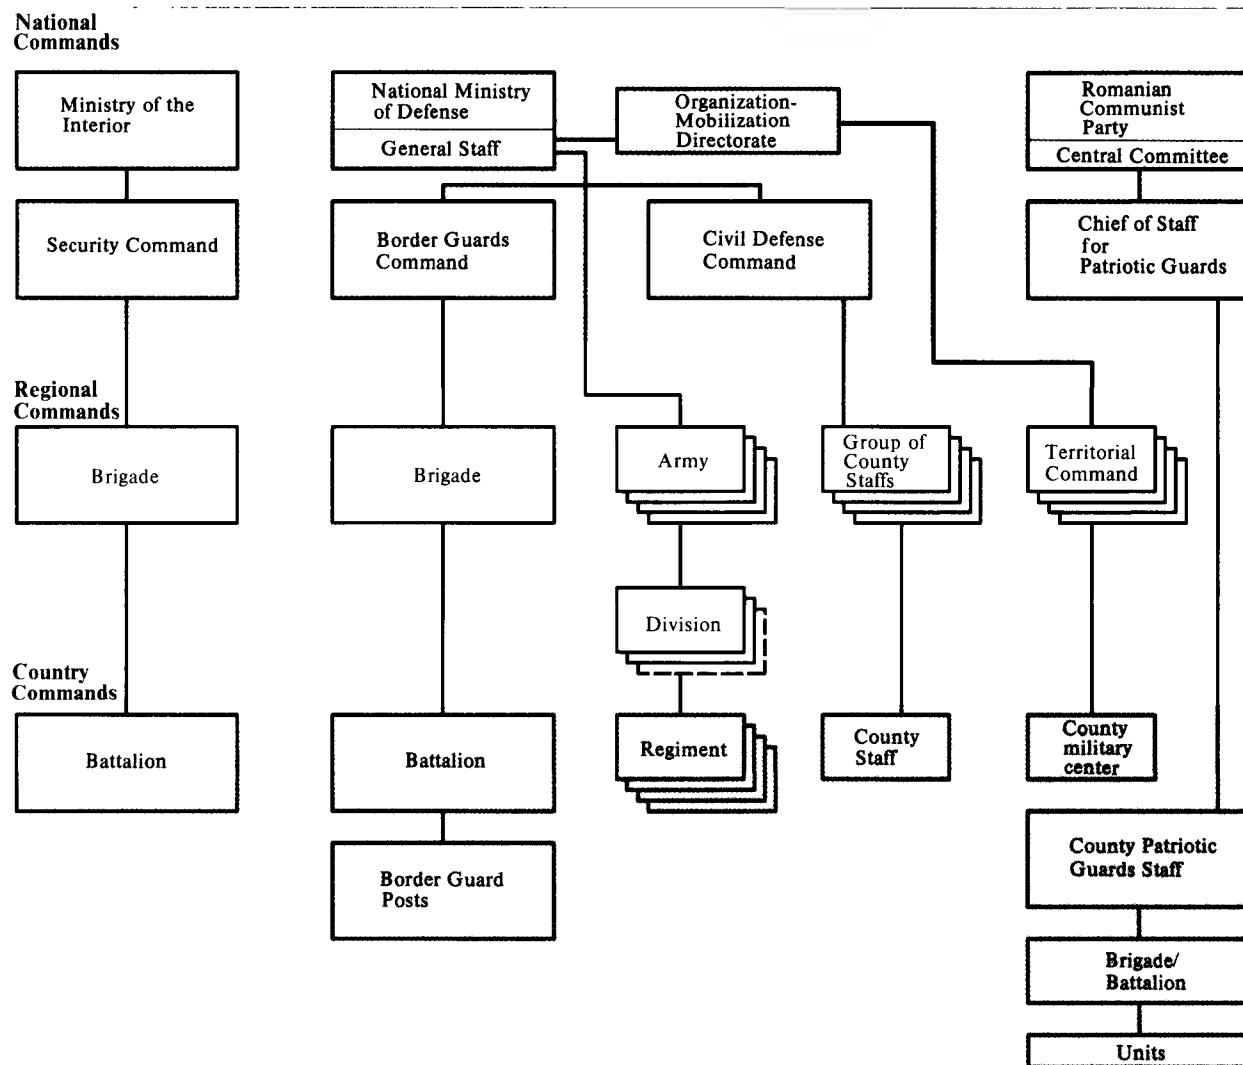 National
Commands
Ministry of the
Interior
National Ministry
of Defense
General Staff
Organization-
Mobilization
Directorate
Romanian
Communist
Party
Central Committee
Security Command
Border Guards
Command
Civil Defense
Command
Chief of Staff
for
Patriotic Guards
Regional
Commands
Brigade
Brigade
Army
Group of
County
Staffs
Territorial
Command
Division
Country
Commands
Battalion
Battalion
Regiment
County
Staff
County
military
center
Border Guard
Posts
County Patriotic
Guards Staff
Brigade/
Battalion
Units